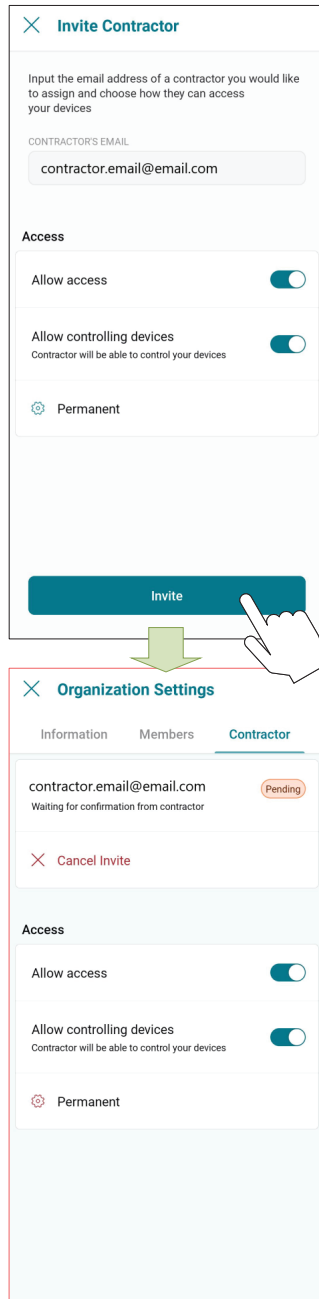 Invite Contractor
Input the email address of a contractor you would like
to assign and choose how they can access
your devices
CONTRACTOR'S EMAIL
contractor.email@email.com
Access
Allow access
Allow controlling devices
Contractor will be able to control your devices
Permanent
Invite
Organization Settings
Information Members Contractor
contractor.email@email.com Pending
Waiting for confirmation from contractor
Cancel Invite
Access
Allow access
Allow controlling devices
Contractor will be able to control your devices
Permanent